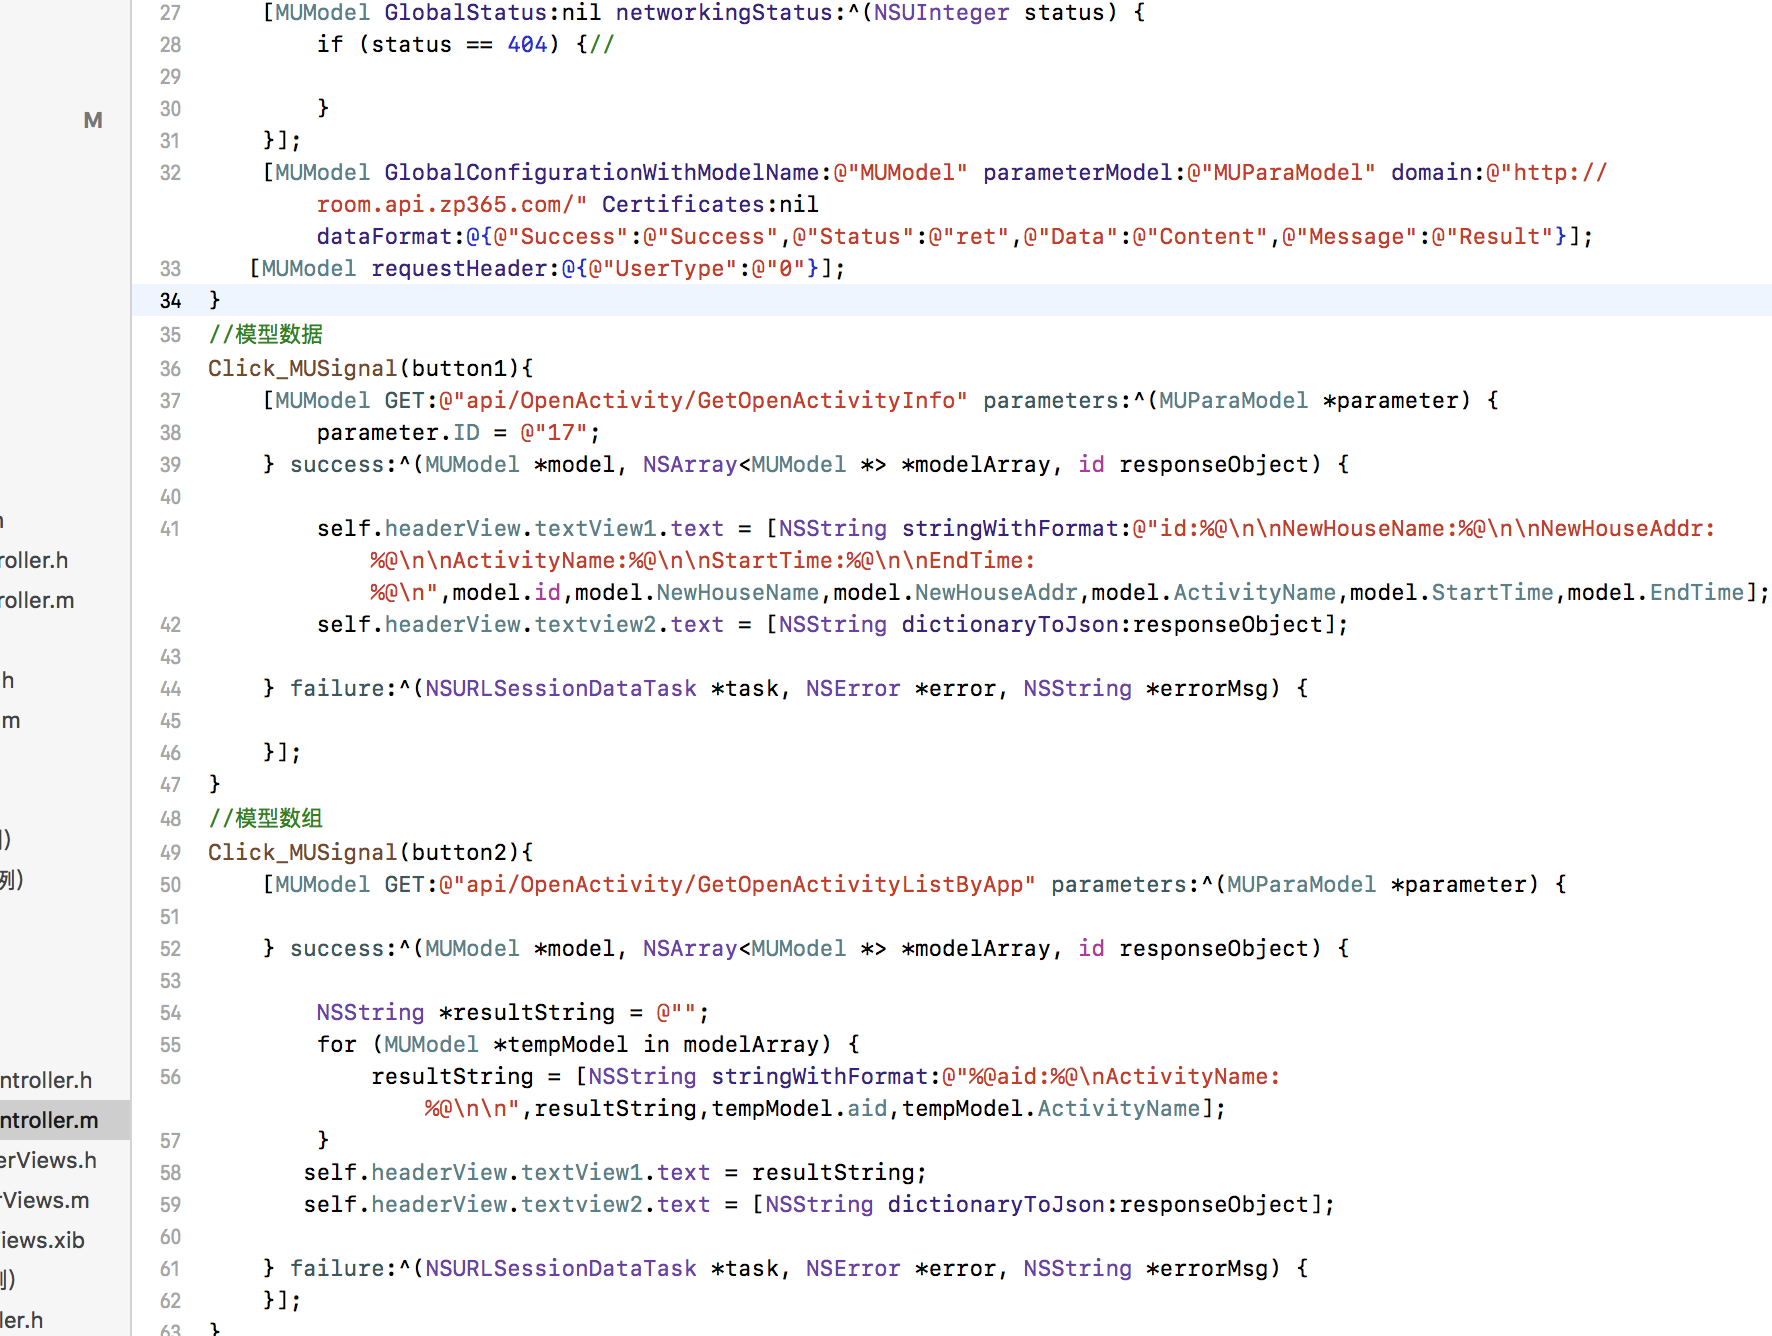 M
h
roller.h
roller.m
h
m
例)
ntroller.h
ntroller.m
erViews.h
rViews.m
iews.xib
ller.h
27 [MUModel GlobalStatus:nil networkingStatus:^(NSUInteger status) {
28 if (status == 404) {//
29
30 }
31 }];
32 [MUModel GlobalConfigurationWithModelName:@"MUModel" parameterModel:@"MUParaModel" domain:@"http://
room.api.zp365.com/" Certificates:nil
dataFormat:@{@"Success":@"Success",@"Status":@"ret",@"Data":@"Content",@"Message":@"Result"}];
33 [MUModel requestHeader:@{@"UserType":@"0"}];
34 }
35 //模型数据
36 Click_MUSignal(button1){
37 [MUModel GET:@"api/OpenActivity/GetOpenActivityInfo" parameters:^(MUParaModel *parameter) {
38 parameter.ID = @"17";
39 } success:^(MUModel *model, NSArray<MUModel *> *modelArray, id responseObject) {
40
41 self.headerView.textView1.text = [NSString stringWithFormat:@"id:%@\n\nNewHouseName:%@\n\nNewHouseAddr:
%@\n\nActivityName:%@\n\nStartTime:%@\n\nEndTime:
%@\n",model.id,model.NewHouseName,model.NewHouseAddr,model.ActivityName,model.StartTime,model.EndTime];
42 self.headerView.textview2.text = [NSString dictionaryToJson:responseObject];
43
44 } failure:^(NSURLSessionDataTask *task, NSError *error, NSString *errorMsg) {
45
46 }];
47 }
48 //模型数组
49 Click_MUSignal(button2){
50 [MUModel GET:@"api/OpenActivity/GetOpenActivityListByApp" parameters:^(MUParaModel *parameter) {
51
52 } success:^(MUModel *model, NSArray<MUModel *> *modelArray, id responseObject) {
53
54 NSString *resultString = @"";
55 for (MUModel *tempModel in modelArray) {
56 resultString = [NSString stringWithFormat:@"%@aid:%@\nActivityName:
%@\n\n",resultString,tempModel.aid,tempModel.ActivityName];
57 }
58 self.headerView.textView1.text = resultString;
59 self.headerView.textview2.text = [NSString dictionaryToJson:responseObject];
60
61 } failure:^(NSURLSessionDataTask *task, NSError *error, NSString *errorMsg) {
62 }];
63 }